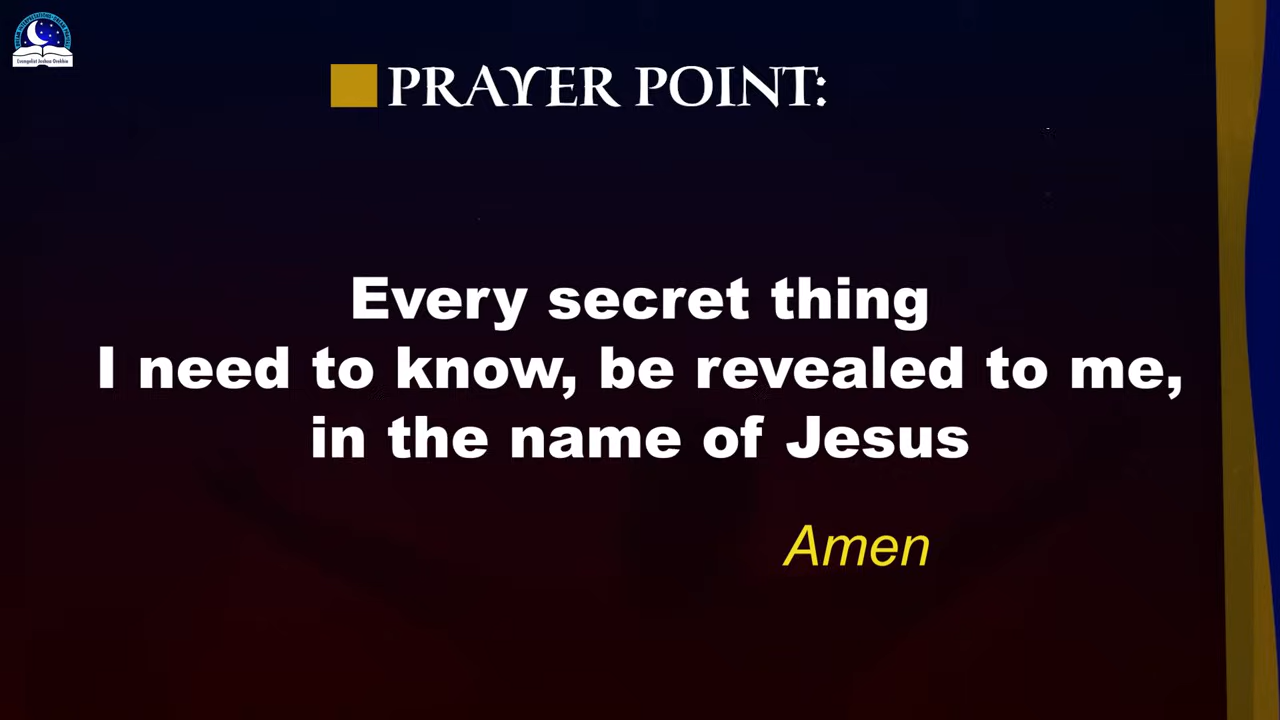 PRAYER POINT:
Every secret thing
I need to know, be revealed to me,
in the name of Jesus
Amen